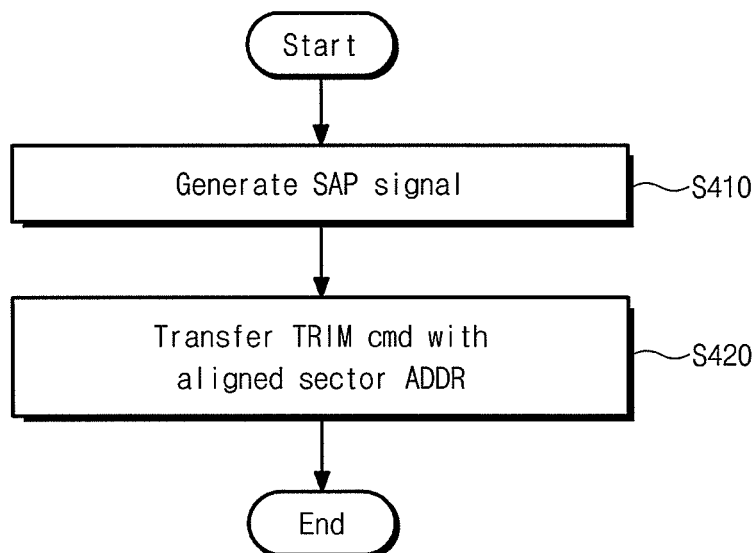 Start
Generate SAP signal
S410
Transfer TRIM cmd with
aligned sector ADDR
S420
End